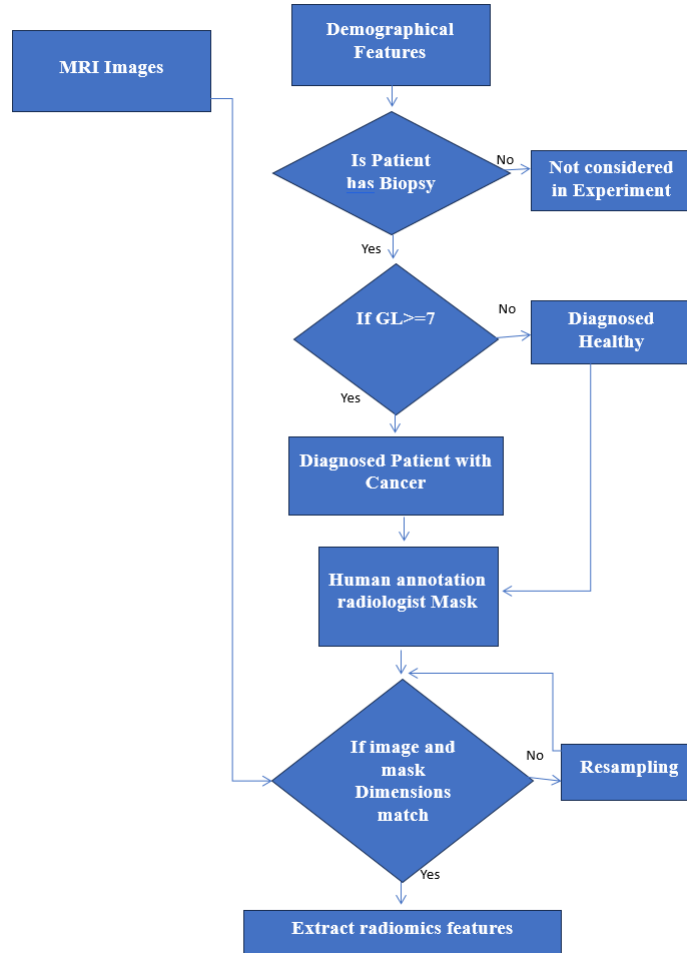 Demographical
Features
MRI Images
Is Patient
has Biopsy
No
Not considered
in Experiment
Yes
If GL>=7
No
Diagnosed
Healthy
Yes
Diagnosed Patient with
Cancer
Human annotation
radiologist Mask
If image and
mask
Dimensions
match
No
Resampling
Yes
Extract radiomics features